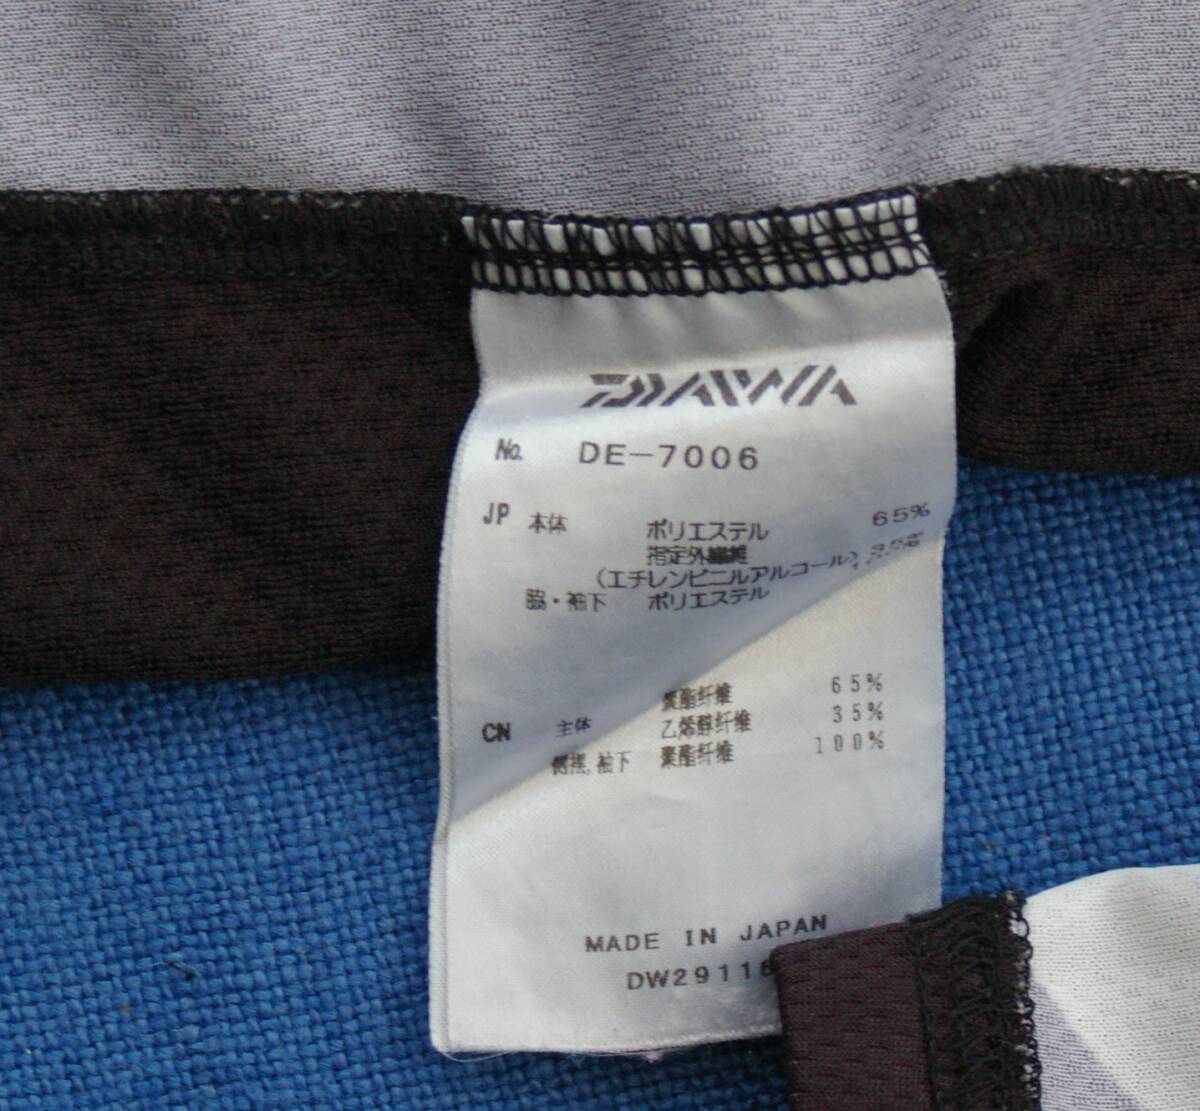 DAIWA
No. DE-7006
JP 本体 ポリエステル 65%
指定外繊維
(エチレンビニルアルコール) 35%
脇・袖下 ポリエステル
聚酯纤维 65%
CN 主体 乙烯醇纤维 35%
袖下 聚酯纤维 100%
MADE IN JAPAN
DW29116